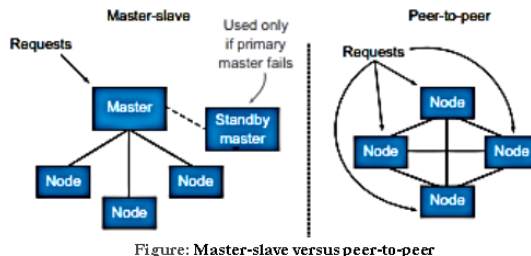 Master-slave
Used only
if primary
master fails
Requests
Master
Standby
master
Node
Node
Node
Peer-to-peer
Requests
Node
Node
Node
Node
Figure: Master-slave versus peer-to-peer